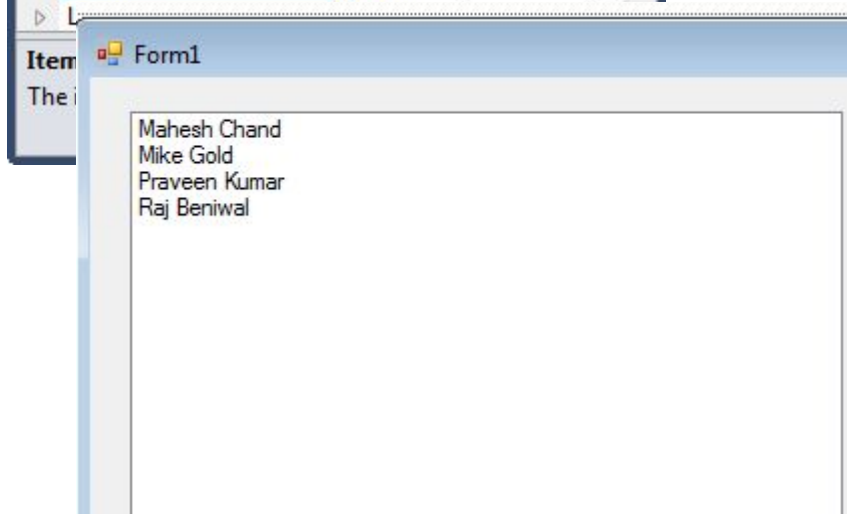 Item
The
Form1
Mahesh Chand
Mike Gold
Praveen Kumar
Raj Beniwal